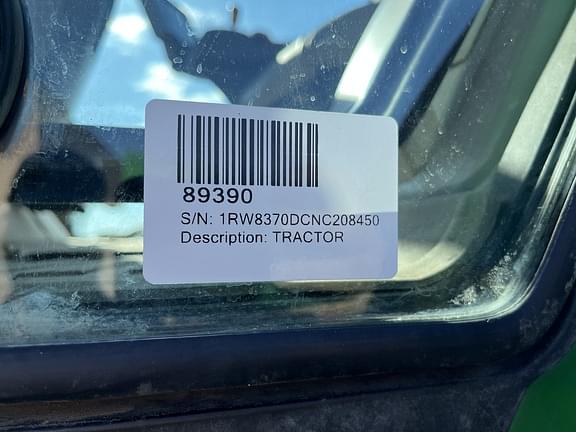 89390
S/N: 1RW8370DCNC208450
Description: TRACTOR